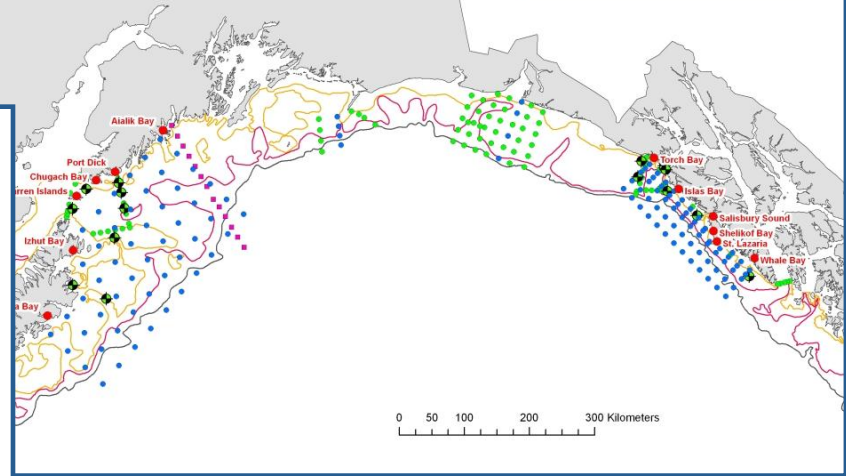 Aialik Bay
Port Dick
Chugach Bay
rren Islands
Izhut Bay
a Bay
Torch Bay
Islas Bay
Salisbury Sound
Shelikof Bay
St. Lazaria
Whale Bay
0 50 100 200 300 Kilometers